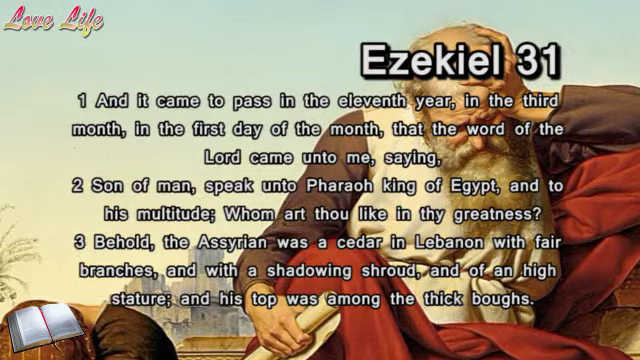 Love Life
Ezekiel 31
1 And it came to pass in the eleventh year, in the third
month, in the first day of the month, that the word of the
Lord came unto me, saying,
2 Son of man, speak unto Pharaoh king of Egypt, and to
his multitude; Whom art thou like in thy greatness?
3 Behold, the Assyrian was a cedar in Lebanon with fair
branches, and with a shadowing shroud, and of an high
stature; and his top was among the thick boughs.